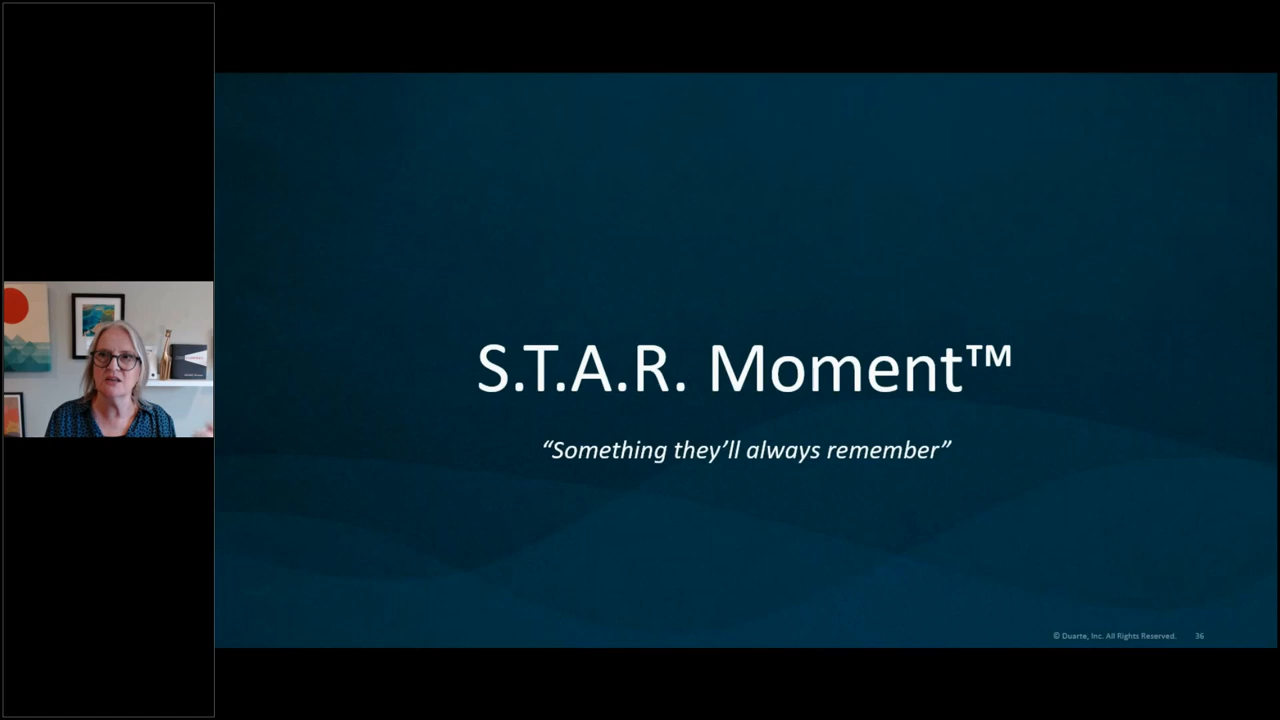 S.T.A.R. Moment™
“Something they’ll always remember”
© Duarte, Inc. All Rights Reserved. 36